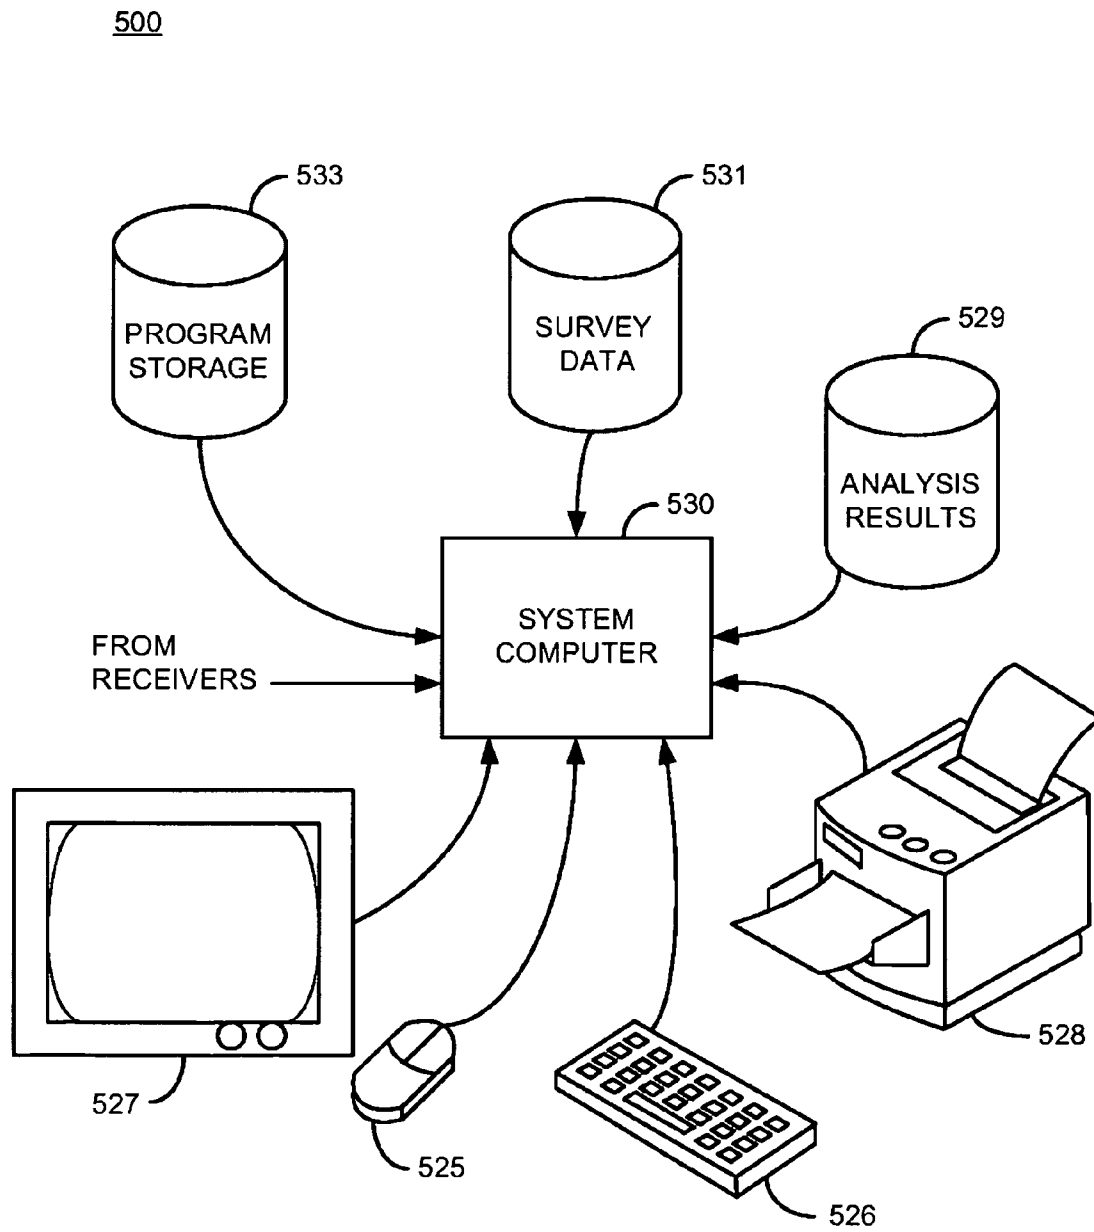 500
533
531
PROGRAM
STORAGE
SURVEY
DATA
529
ANALYSIS
RESULTS
530
SYSTEM
COMPUTER
FROM
RECEIVERS
528
527
525
526